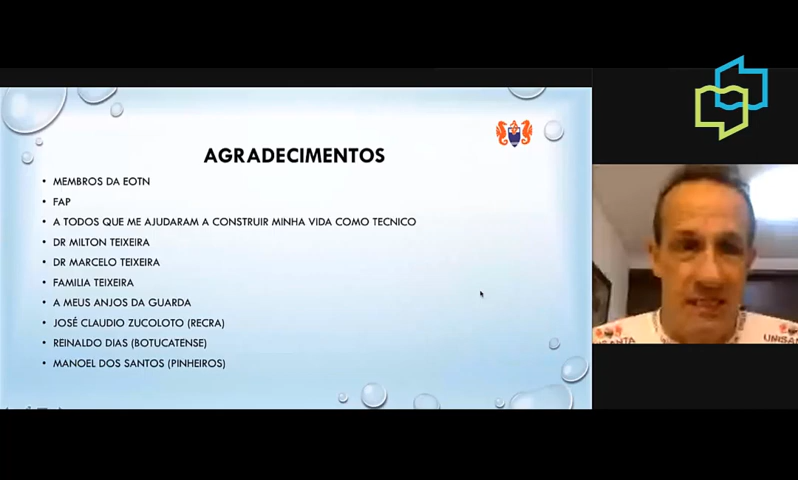 AGRADECIMENTOS
• MEMBROS DA EOTN
• FAP
• A TODOS QUE ME AJUDARAM A CONSTRUIR MINHA VIDA COMO TECNICO
• DR MILTON TEIXEIRA
• DR MARCELO TEIXEIRA
• FAMILIA TEIXEIRA
• A MEUS ANJOS DA GUARDA
• JOSÉ CLAUDIO ZUCOLOTO (RECRA)
• REINALDO DIAS (BOTUCATENSE)
• MANOEL DOS SANTOS (PINHEIROS)